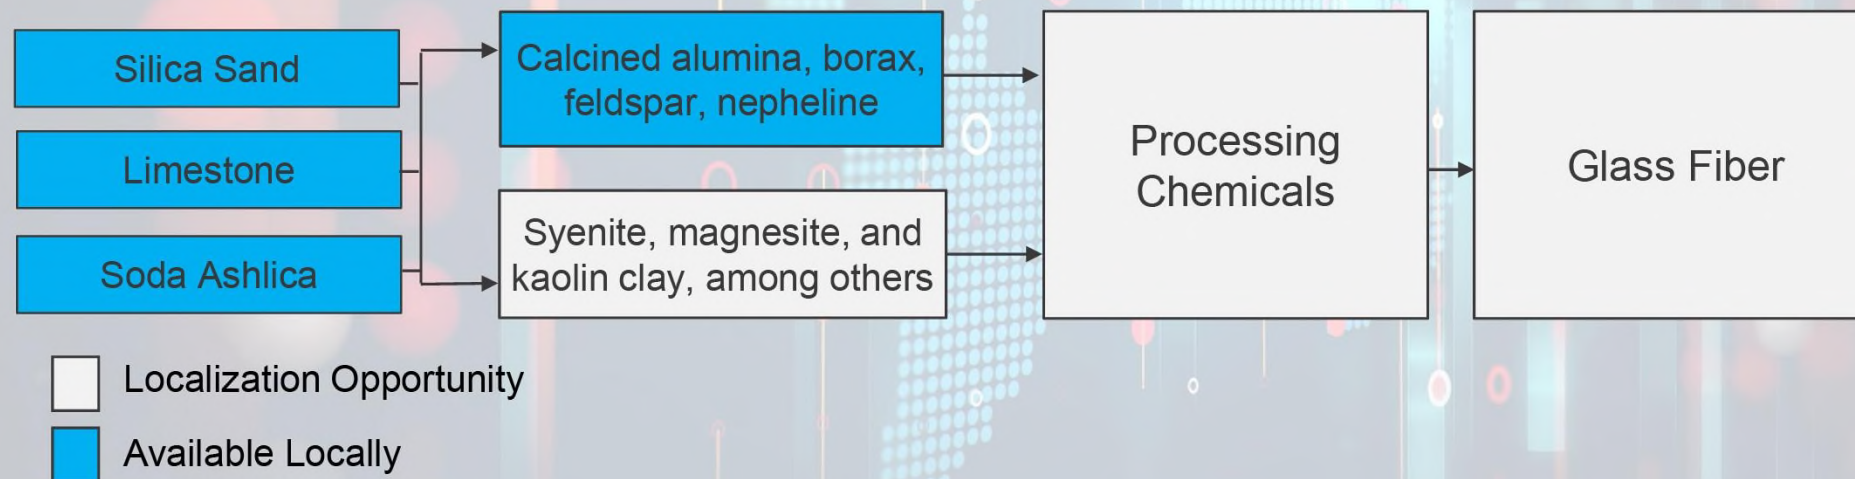 Silica Sand
Limestone
Soda Ashlica
Calcined alumina, borax,
feldspar, nepheline
Syenite, magnesite, and
kaolin clay, among others
Processing
Chemicals
Glass Fiber
Localization Opportunity
Available Locally